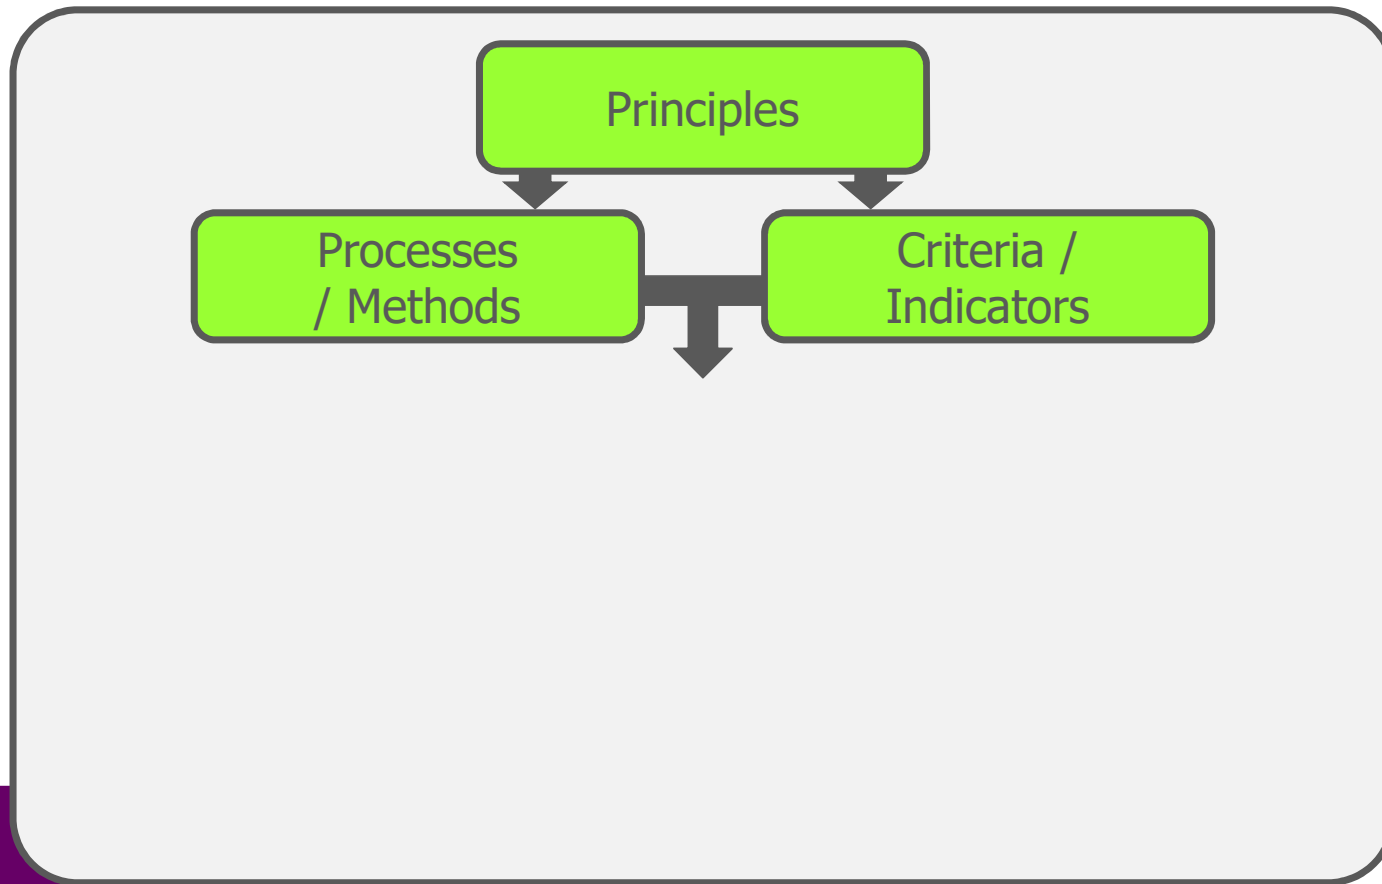 Principles
Processes
/ Methods
Criteria /
Indicators